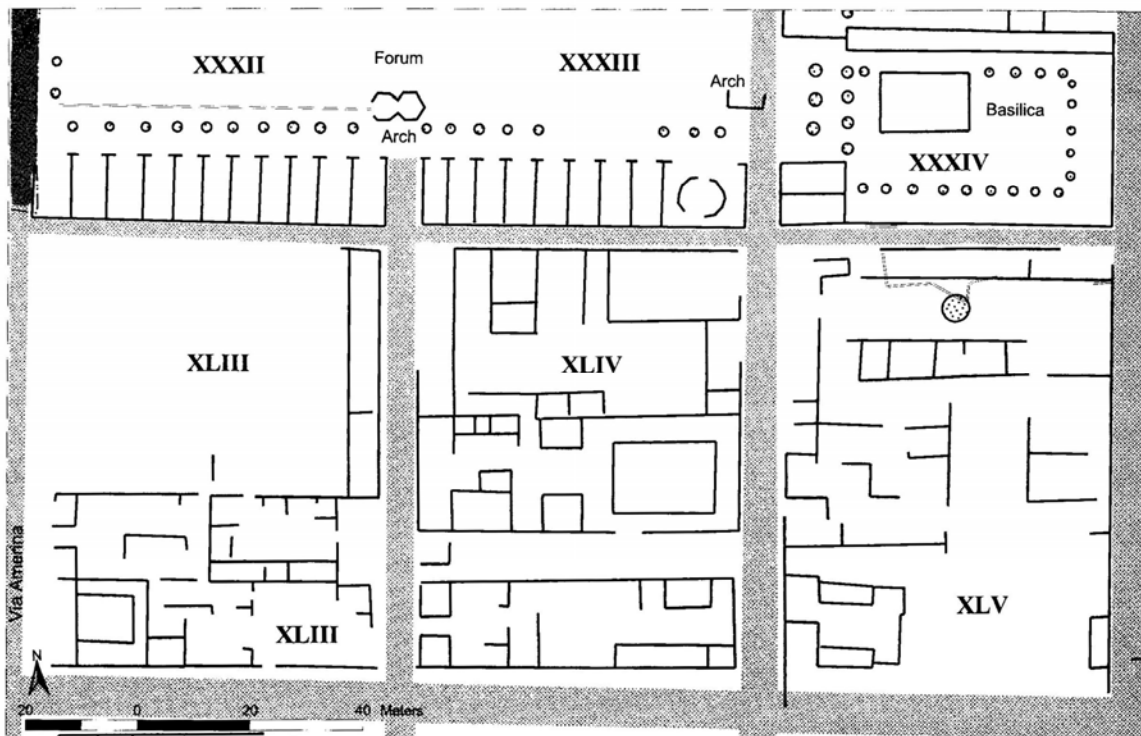 XXXII
Forum
XXXIII
Arch
Basilica
Arch
XXXIV
XLIII
XLIV
Via Amerina
XLIII
XLV
N
20 0 20 40 Meters